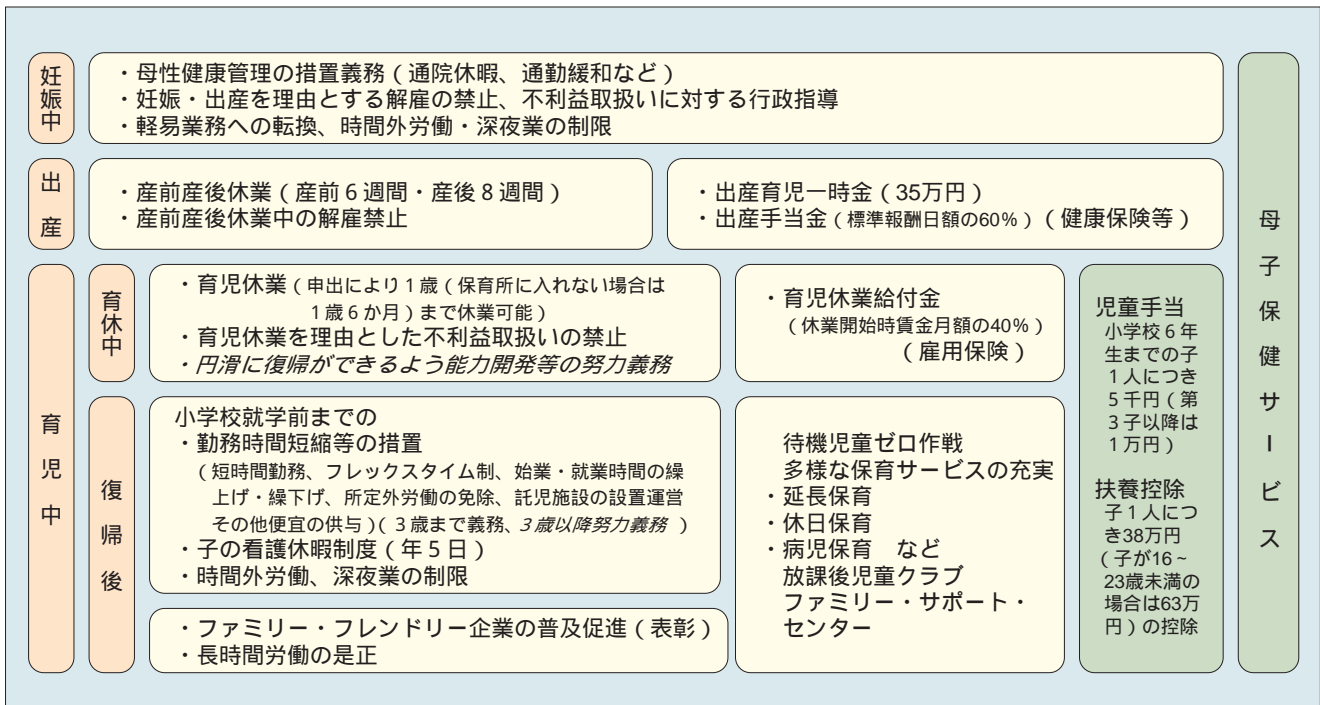 妊娠中
・母性健康管理の措置義務(通院休暇、通勤緩和など)
・妊娠・出産を理由とする解雇の禁止、不利益取扱いに対する行政指導
・軽易業務への転換、時間外労働・深夜業の制限
出産
・産前産後休業(産前6週間・産後8週間)
・産前産後休業中の解雇禁止
・出産育児一時金(35万円)
・出産手当金(標準報酬日額の60%)(健康保険等)
育児中
育休中
・育児休業(申出により1歳(保育所に入れない場合は
1歳6か月)まで休業可能)
・育児休業を理由とした不利益取扱いの禁止
・円滑に復帰ができるよう能力開発等の努力義務
・育児休業給付金
(休業開始時賃金月額の40%)
(雇用保険)
復帰後
小学校就学前までの
・勤務時間短縮等の措置
(短時間勤務、フレックスタイム制、始業・就業時間の繰
上げ・繰下げ、所定外労働の免除、託児施設の設置運営
その他便宜の供与)(3歳まで義務、3歳以降努力義務)
・子の看護休暇制度(年5日)
・時間外労働、深夜業の制限
・ファミリー・フレンドリー企業の普及促進(表彰)
・長時間労働の是正
待機児童ゼロ作戦
多様な保育サービスの充実
・延長保育
・休日保育
・病児保育 など
放課後児童クラブ
ファミリー・サポート・
センター
児童手当
小学校6年
生までの子
1人につき
5千円(第
3子以降は
1万円)
扶養控除
子1人につ
き38万円
(子が16~
23歳未満の
場合は63万
円)の控除
母子保健サービス